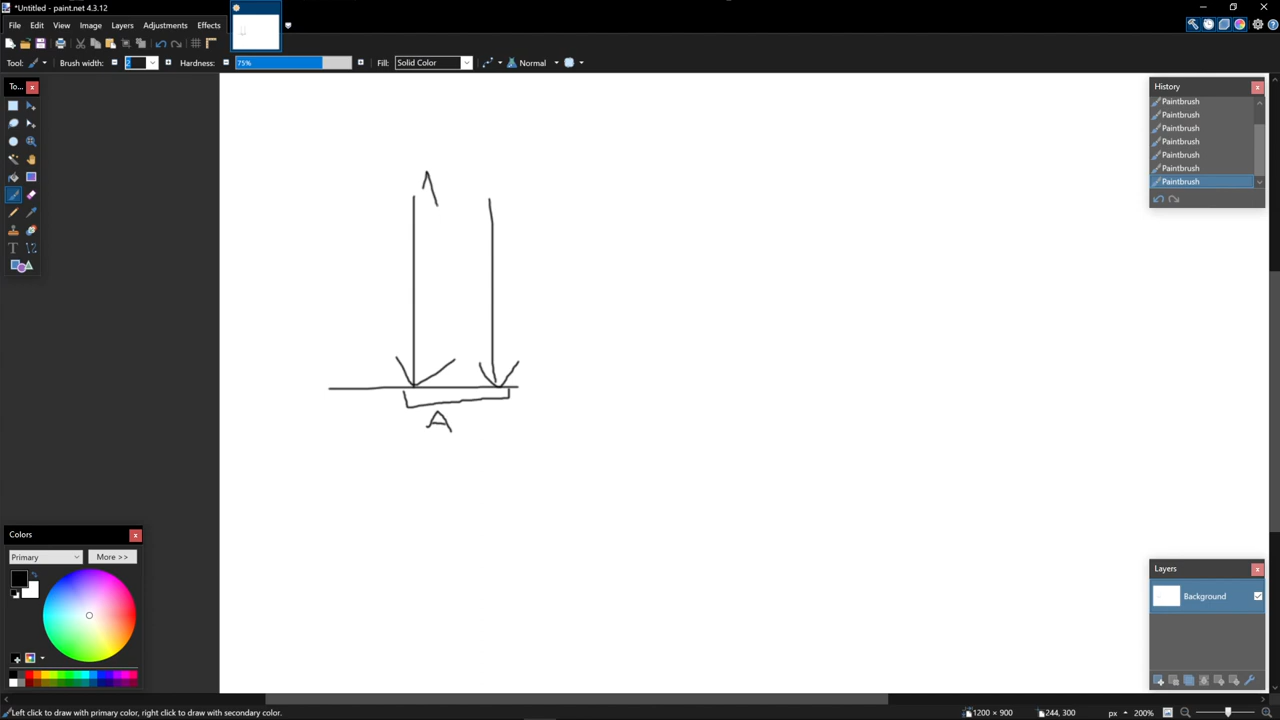 *Untitled - paint.net 4.3.12
File Edit View Image Layers Adjustments Effects
Tool: Brush width: 2 Hardness: 75% Fill: Solid Color Normal
To...
History
Paintbrush
Paintbrush
Paintbrush
Paintbrush
Paintbrush
Paintbrush
Paintbrush
A
Colors
Primary More >>
Layers
Background
Left click to draw with primary color, right click to draw with secondary color. 1200 × 900 244, 300 px 200%